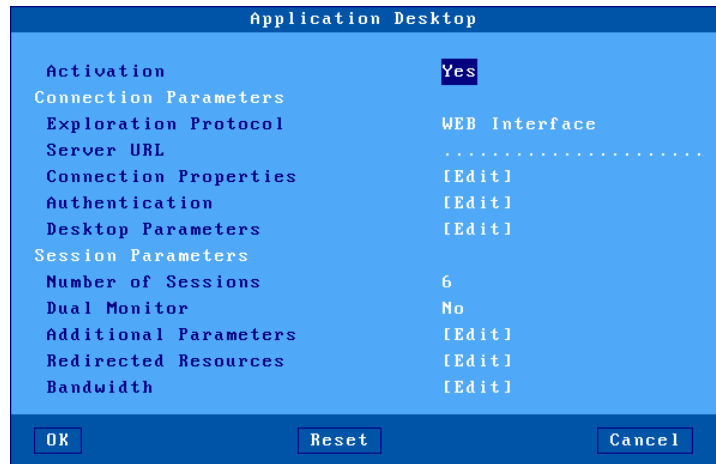 Application Desktop
Activation Yes
Connection Parameters
Exploration Protocol WEB Interface
Server URL ......................
Connection Properties [Edit]
Authentication [Edit]
Desktop Parameters [Edit]
Session Parameters
Number of Sessions 6
Dual Monitor No
Additional Parameters [Edit]
Redirected Resources [Edit]
Bandwidth [Edit]
OK Reset Cancel